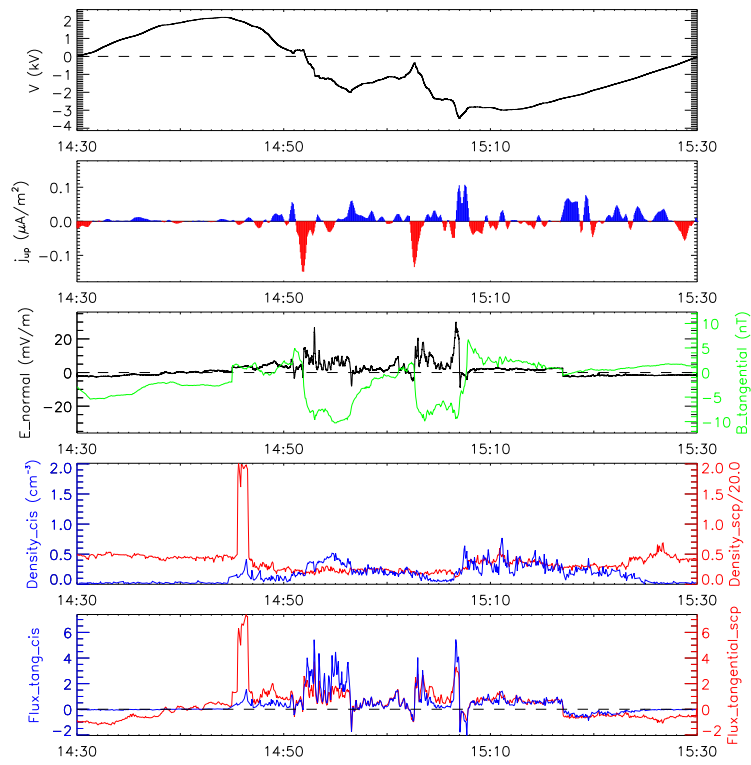 V (kV)
2
1
0
−1
−2
−3
−4
14:30 14:50 15:10 15:30
j_up (μA/m²)
0.1
0.0
−0.1
14:30 14:50 15:10 15:30
E_normal (mV/m)
20
0
−20
10
5
0
−5
−10
B_tangential (nT)
14:30 14:50 15:10 15:30
Density_cis (cm⁻³)
2.0
1.5
1.0
0.5
0.0
2.0
1.5
1.0
0.5
0.0
Density_scp/20.0
14:30 14:50 15:10 15:30
Flux_tang_cis
6
4
2
0
−2
6
4
2
0
−2
Flux_tangential_scp
14:30 14:50 15:10 15:30